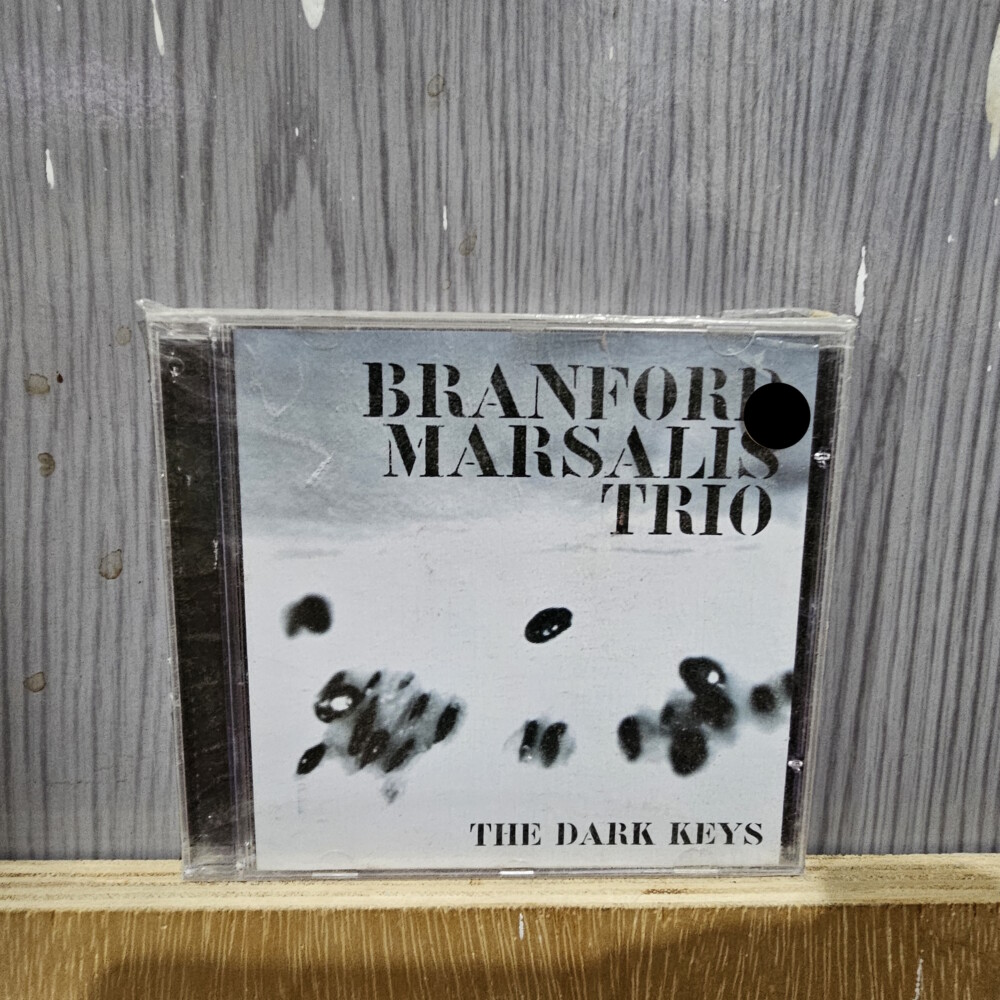 BRANFORD
MARSALIS
TRIO
THE DARK KEYS